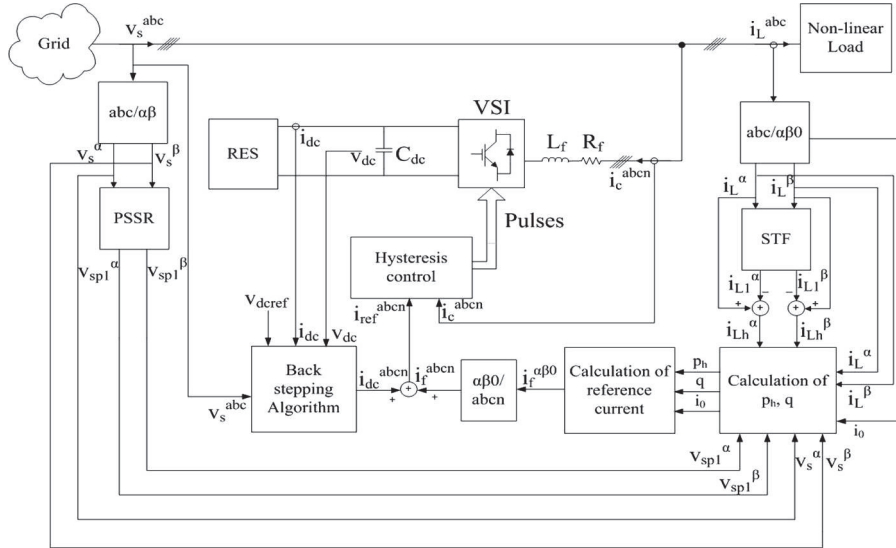 Grid
v_s^abc
i_L^abc
Non-linear
Load
abc/αβ
v_s^α
v_s^β
PSSR
v_sp1^α
v_sp1^β
RES
i_dc
v_dc
C_dc
VSI
L_f
R_f
i_c^abcn
Pulses
abc/αβ0
i_L^α
i_L^β
STF
i_L1^α
i_L1^β
−
−
+
+
+
+
i_Lh^α
i_Lh^β
Hysteresis
control
i_ref^abcn
i_c^abcn
v_dcref
i_dc
v_dc
Back
stepping
Algorithm
v_s^abc
i_dc^abcn
+
i_f^abcn
+
+
αβ0/
abcn
i_f^αβ0
Calculation of
reference
current
p_h
q
i_0
Calculation of
p_h, q
i_L^α
i_L^β
i_0
v_sp1^α
v_sp1^β
v_s^α
v_s^β